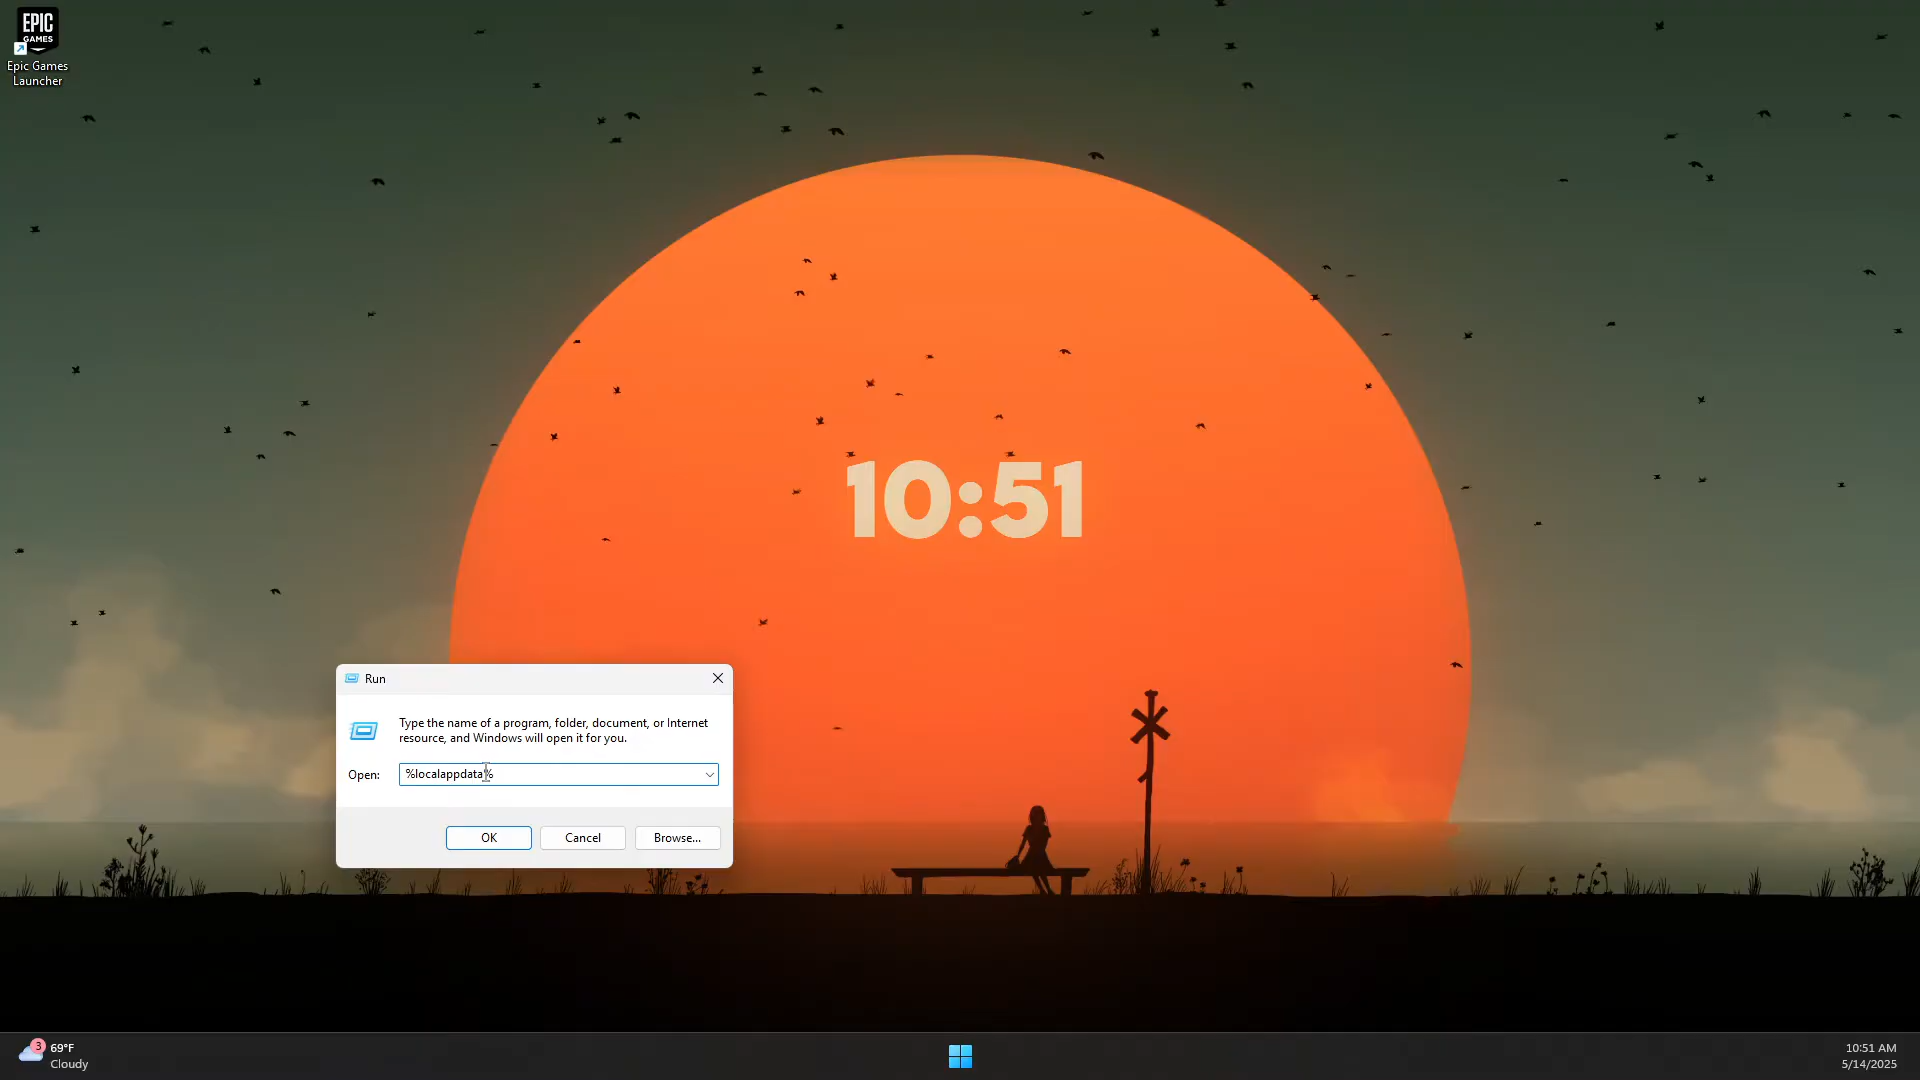 EPIC
GAMES
Epic Games
Launcher
10:51
Run
Type the name of a program, folder, document, or Internet
resource, and Windows will open it for you.
Open:
%localappdata%
OK
Cancel
Browse...
3
69°F
Cloudy
10:51 AM
5/14/2025